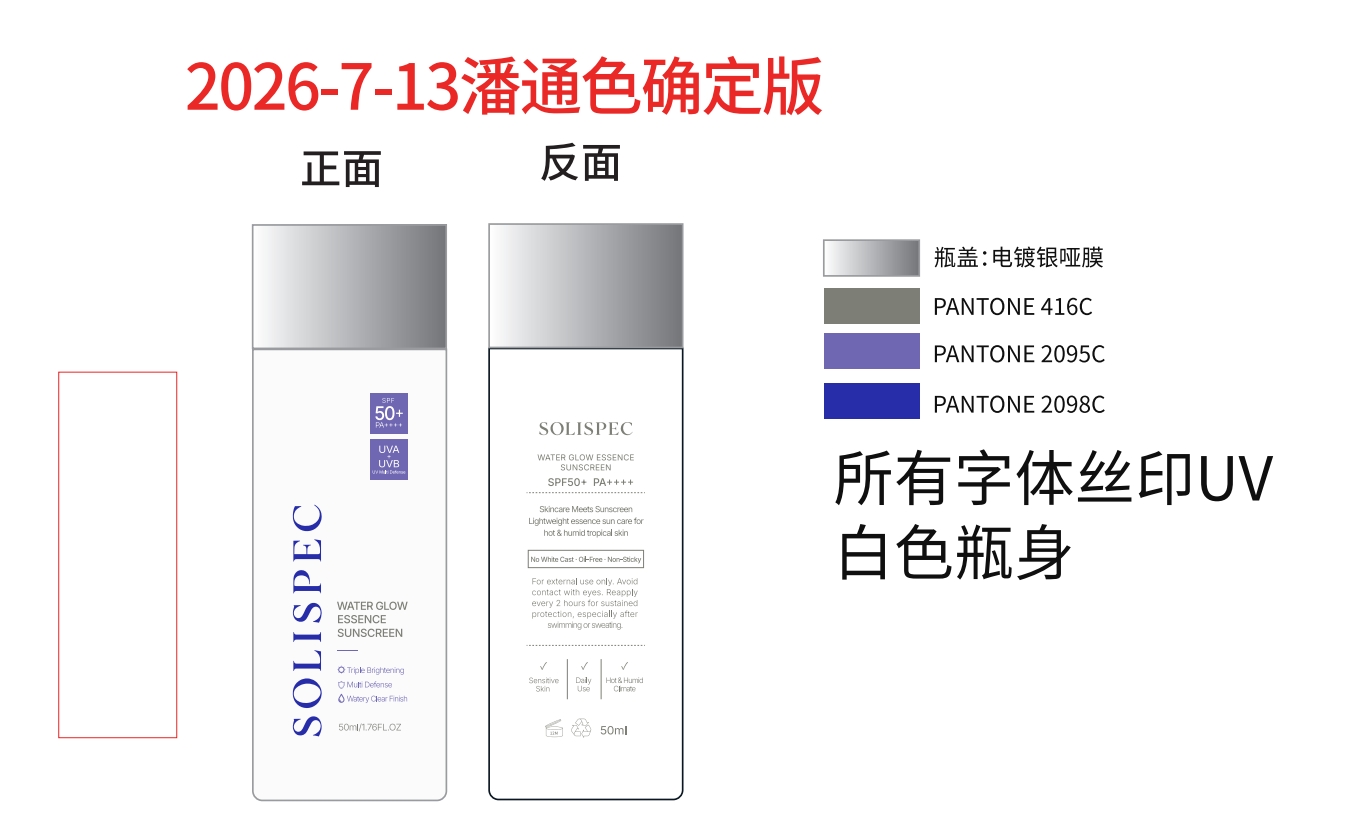 2026-7-13潘通色确定版
正面
反面
瓶盖：电镀银哑膜
PANTONE 416C
PANTONE 2095C
PANTONE 2098C
所有字体丝印UV
白色瓶身
SPF
50+
PA++++
UVA
+
UVB
UV Multi Defense
SOLISPEC
WATER GLOW
ESSENCE
SUNSCREEN
Triple Brightening
Multi Defense
Watery Clear Finish
50ml/1.76FL.OZ
SOLISPEC
WATER GLOW ESSENCE
SUNSCREEN
SPF50+ PA++++
Skincare Meets Sunscreen
Lightweight essence sun care for
hot & humid tropical skin
No White Cast · Oil-Free · Non-Sticky
For external use only. Avoid
contact with eyes. Reapply
every 2 hours for sustained
protection, especially after
swimming or sweating.
Sensitive
Skin
Daily
Use
Hot & Humid
Climate
50ml